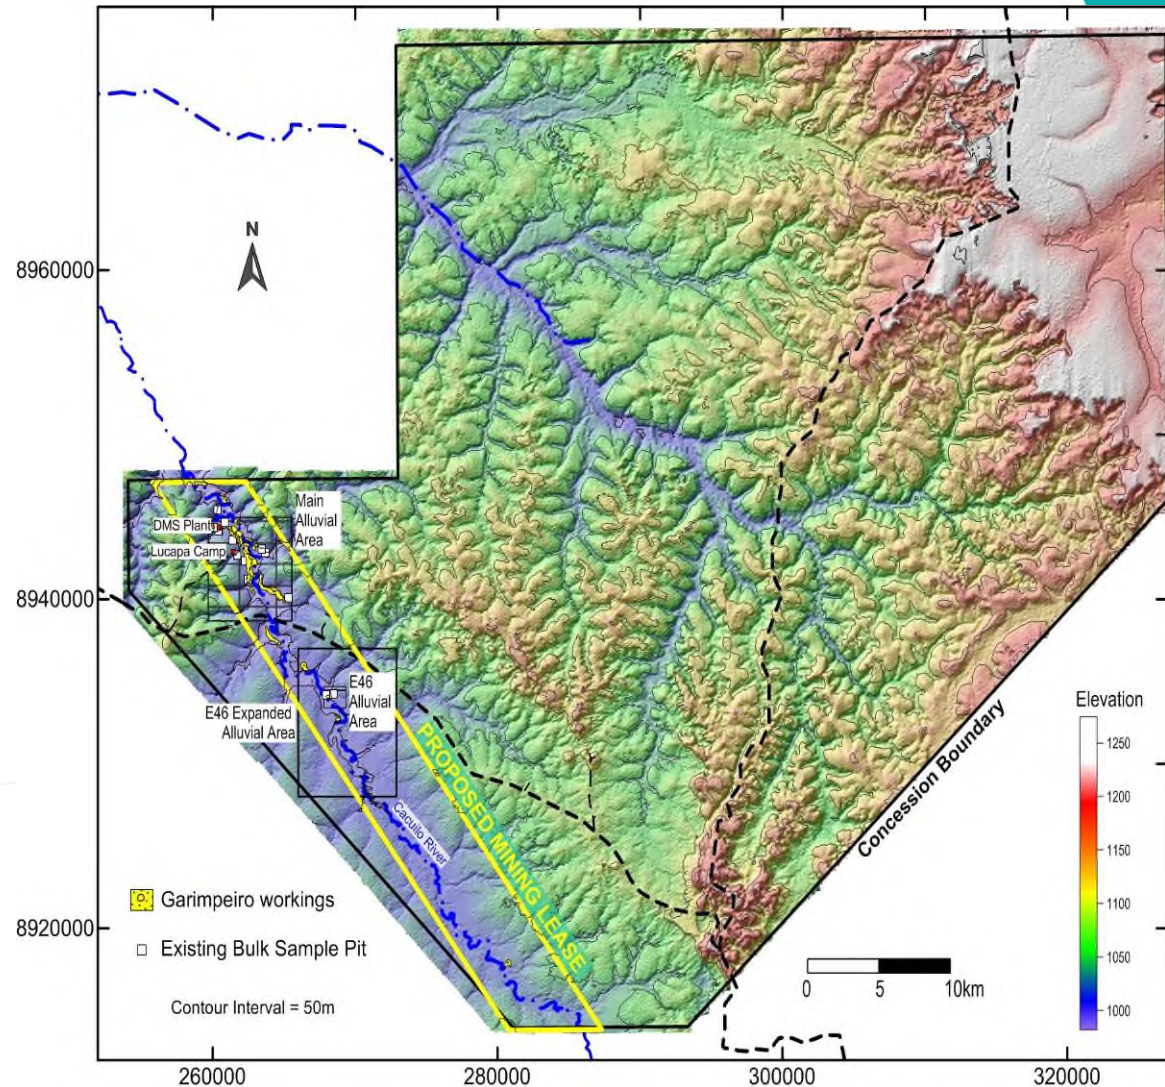 N
8960000
Main
Alluvial
Area
DMS Plant
Lucapa Camp
8940000
E46
Alluvial
Area
E46 Expanded
Alluvial Area
PROPOSED MINING LEASE
Cacuilo River
Concession Boundary
Elevation
1250
1200
1150
1100
1050
1000
Garimpeiro workings
8920000
Existing Bulk Sample Pit
Contour Interval = 50m
0 5 10km
260000 280000 300000 320000